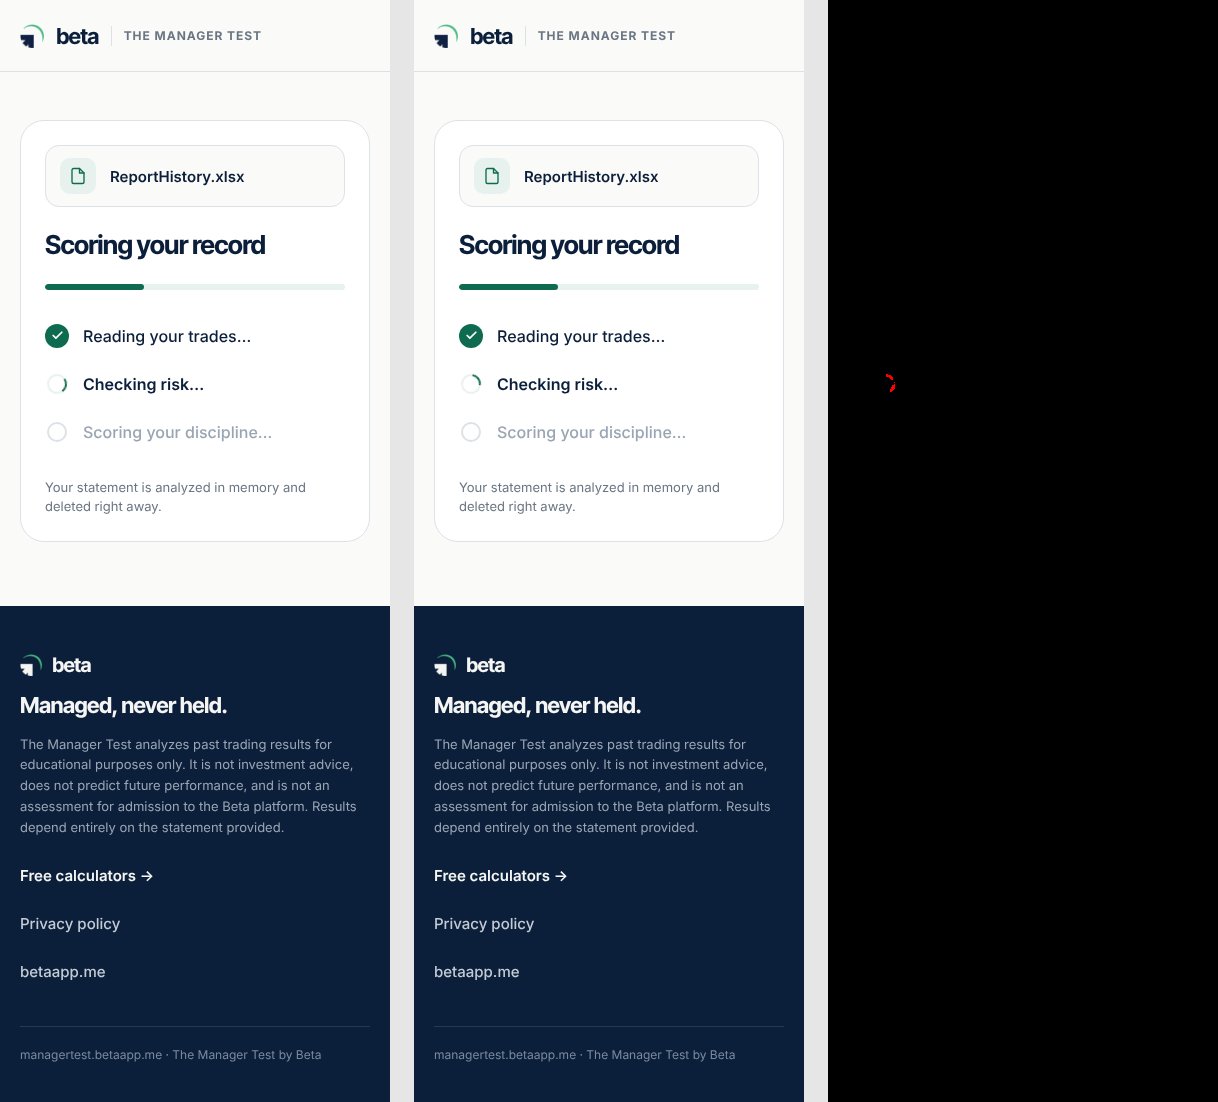 beta THE MANAGER TEST
ReportHistory.xlsx
Scoring your record
Reading your trades...
Checking risk...
Scoring your discipline...
Your statement is analyzed in memory and
deleted right away.
beta
Managed, never held.
The Manager Test analyzes past trading results for
educational purposes only. It is not investment advice,
does not predict future performance, and is not an
assessment for admission to the Beta platform. Results
depend entirely on the statement provided.
Free calculators →
Privacy policy
betaapp.me
managertest.betaapp.me · The Manager Test by Beta
beta THE MANAGER TEST
ReportHistory.xlsx
Scoring your record
Reading your trades...
Checking risk...
Scoring your discipline...
Your statement is analyzed in memory and
deleted right away.
beta
Managed, never held.
The Manager Test analyzes past trading results for
educational purposes only. It is not investment advice,
does not predict future performance, and is not an
assessment for admission to the Beta platform. Results
depend entirely on the statement provided.
Free calculators →
Privacy policy
betaapp.me
managertest.betaapp.me · The Manager Test by Beta